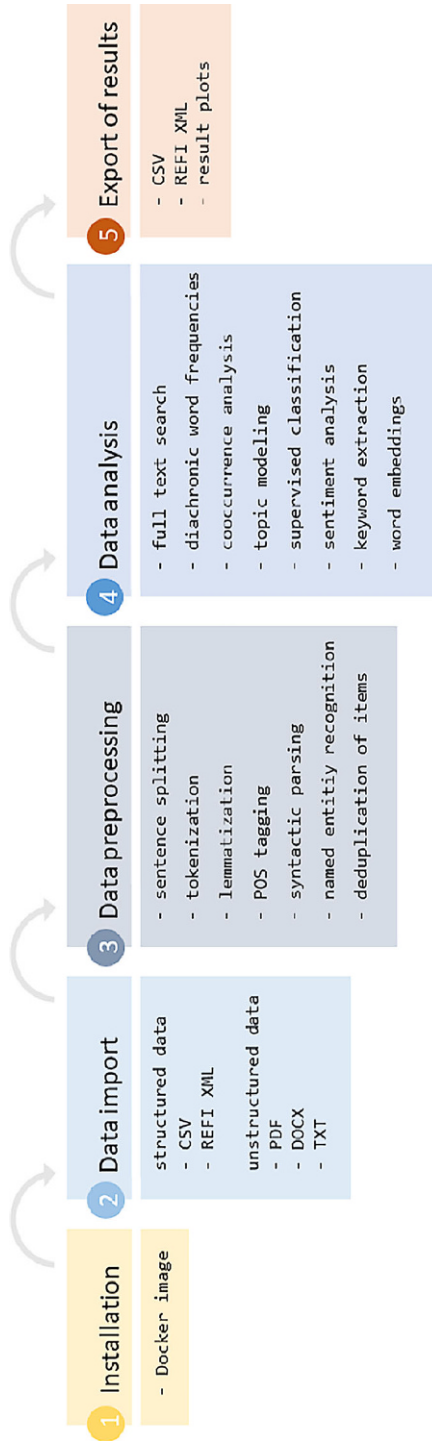 1 Installation
- Docker image
2 Data import
structured data
- CSV
- REFI XML
unstructured data
- PDF
- DOCX
- TXT
3 Data preprocessing
- sentence splitting
- tokenization
- lemmatization
- POS tagging
- syntactic parsing
- named entitiy recognition
- deduplication of items
4 Data analysis
- full text search
- diachronic word frequencies
- cooccurrence analysis
- topic modeling
- supervised classification
- sentiment analysis
- keyword extraction
- word embeddings
5 Export of results
- CSV
- REFI XML
- result plots